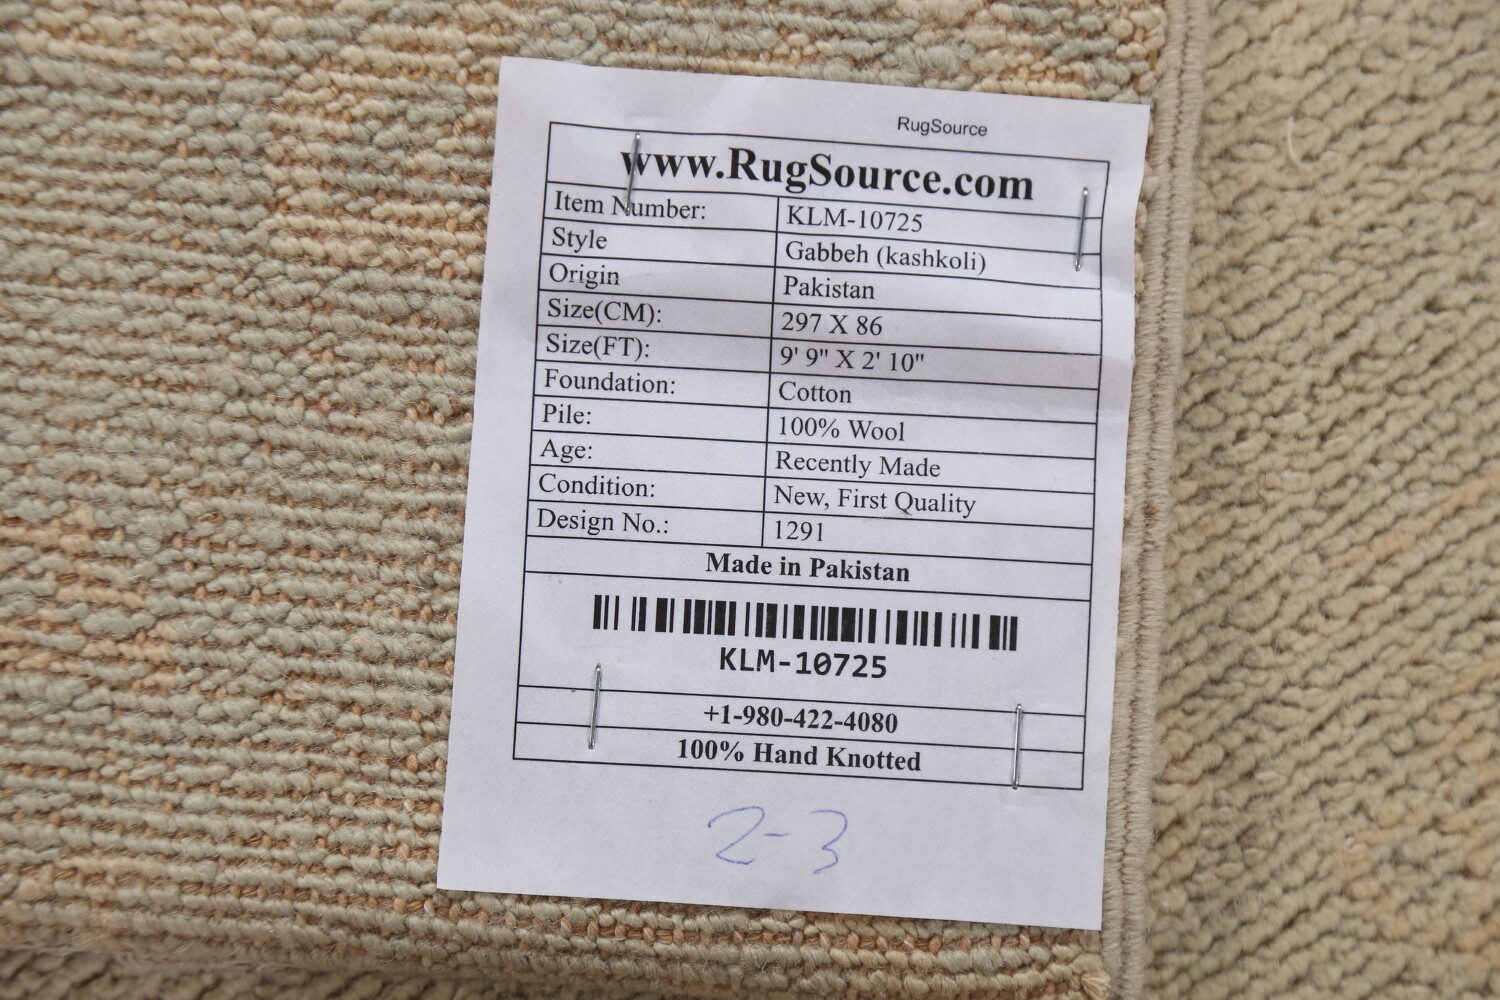 RugSource
www.RugSource.com
Item Number: KLM-10725
Style Gabbeh (kashkoli)
Origin Pakistan
Size(CM): 297 X 86
Size(FT): 9' 9" X 2' 10"
Foundation: Cotton
Pile: 100% Wool
Age: Recently Made
Condition: New, First Quality
Design No.: 1291
Made in Pakistan
KLM-10725
+1-980-422-4080
100% Hand Knotted
2-3